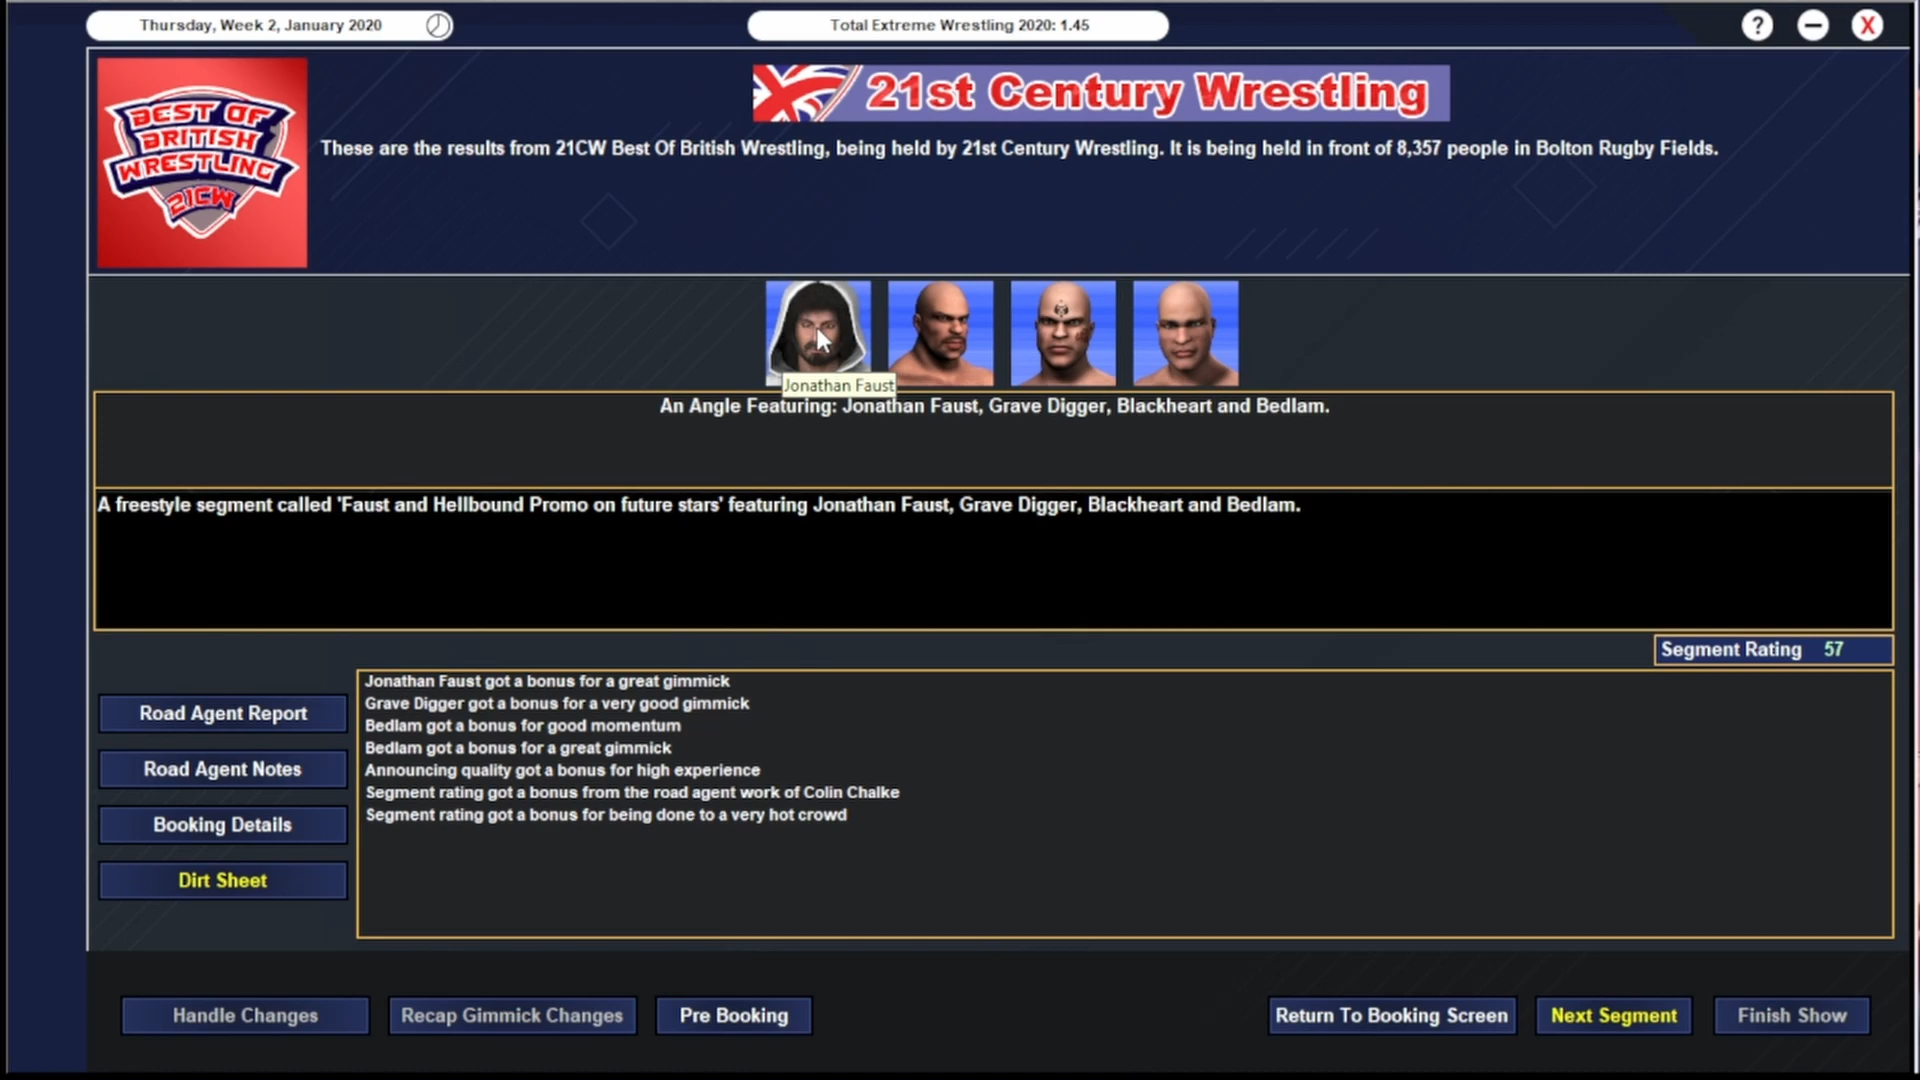 Thursday, Week 2, January 2020
Total Extreme Wrestling 2020: 1.45
?
X
BEST OF
BRITISH
WRESTLING
21CW
21st Century Wrestling
These are the results from 21CW Best Of British Wrestling, being held by 21st Century Wrestling. It is being held in front of 8,357 people in Bolton Rugby Fields.
Jonathan Faust
An Angle Featuring: Jonathan Faust, Grave Digger, Blackheart and Bedlam.
A freestyle segment called 'Faust and Hellbound Promo on future stars' featuring Jonathan Faust, Grave Digger, Blackheart and Bedlam.
Segment Rating 57
Road Agent Report
Road Agent Notes
Booking Details
Dirt Sheet
Jonathan Faust got a bonus for a great gimmick
Grave Digger got a bonus for a very good gimmick
Bedlam got a bonus for good momentum
Bedlam got a bonus for a great gimmick
Announcing quality got a bonus for high experience
Segment rating got a bonus from the road agent work of Colin Chalke
Segment rating got a bonus for being done to a very hot crowd
Handle Changes
Recap Gimmick Changes
Pre Booking
Return To Booking Screen
Next Segment
Finish Show